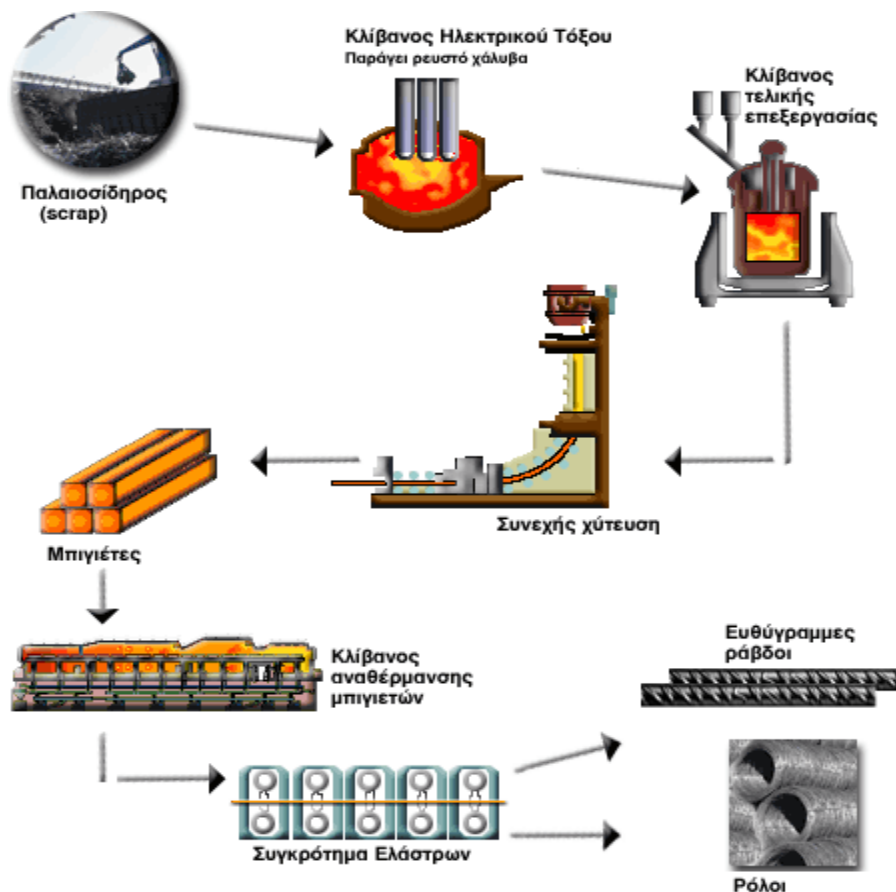 Κλίβανος Ηλεκτρικού Τόξου
Παράγει ρευστό χάλυβα
Κλίβανος
τελικής
επεξεργασίας
Παλαιοσίδηρος
(scrap)
Συνεχής χύτευση
Μπιγιέτες
Κλίβανος
αναθέρμανσης
μπιγιετών
Ευθύγραμμες
ράβδοι
Συγκρότημα Ελάστρων
Ρόλοι